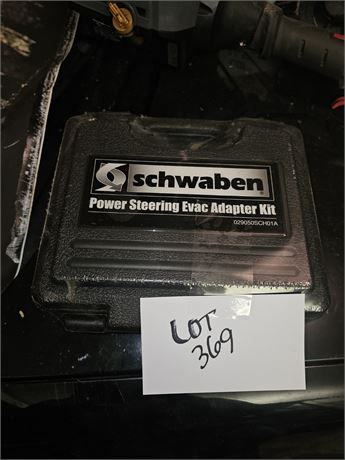 schwaben
Power Steering Evac Adapter Kit
029050SCH01A
LOT
369